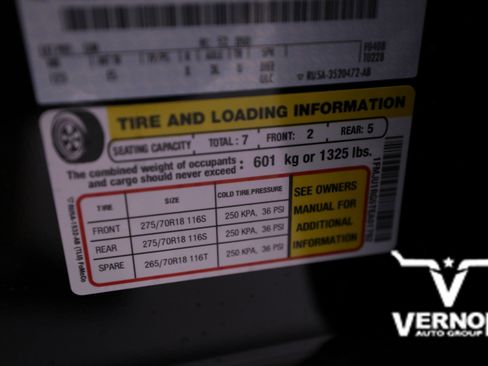 RU5A-3520472-AB
TIRE AND LOADING INFORMATION
SEATING CAPACITY TOTAL: 7 FRONT: 2 REAR: 5
The combined weight of occupants
and cargo should never exceed : 601 kg or 1325 lbs.
TIRE SIZE COLD TIRE PRESSURE
FRONT 275/70R18 116S 250 KPA, 36 PSI
REAR 275/70R18 116S 250 KPA, 36 PSI
SPARE 265/70R18 116T 250 KPA, 36 PSI
SEE OWNERS
MANUAL FOR
ADDITIONAL
INFORMATION
VERNON
AUTO GROUP